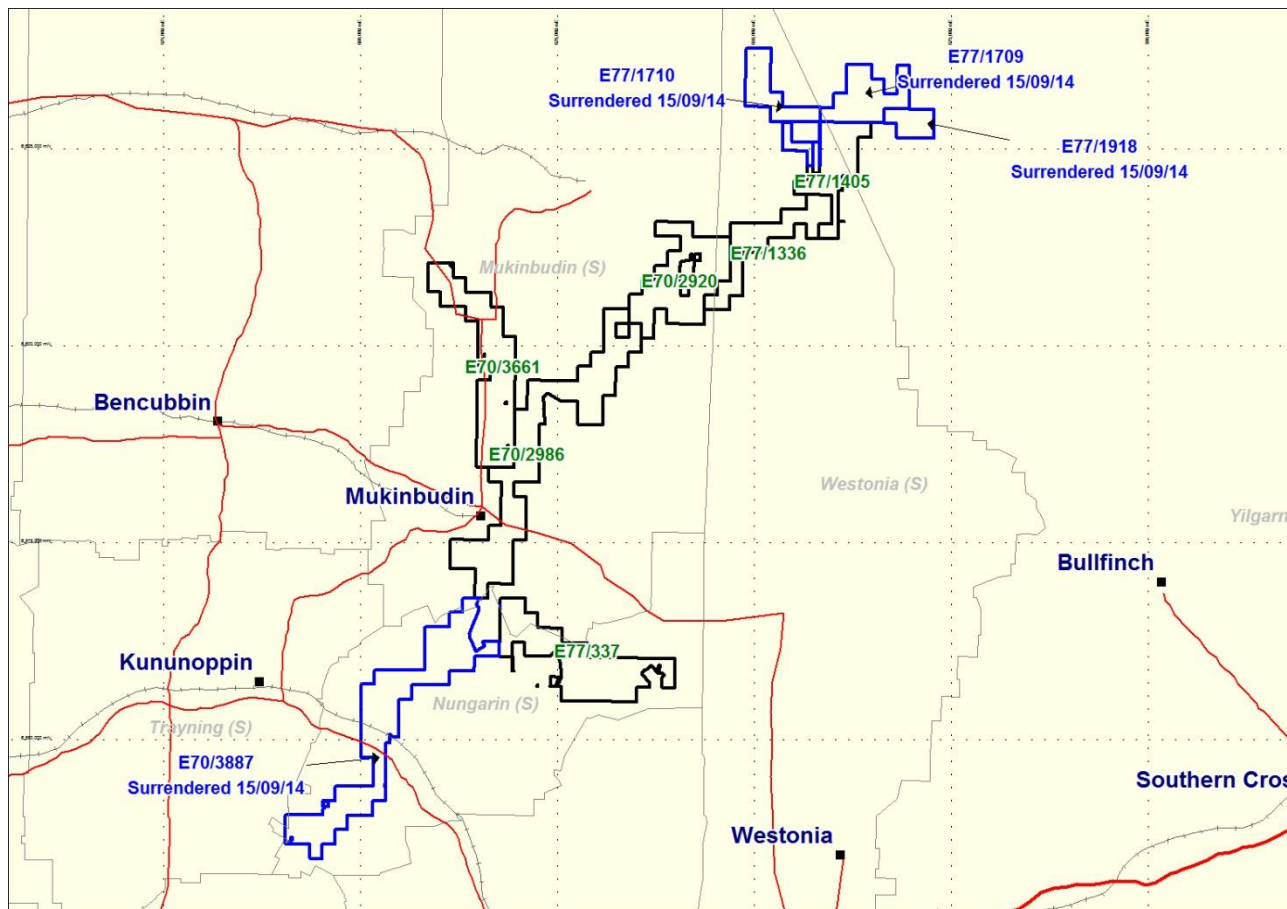 E77/1709
Surrendered 15/09/14
E77/1710
Surrendered 15/09/14
E77/1918
Surrendered 15/09/14
E77/1405
E77/1336
Mukinbudin (S)
E70/2920
E70/3661
Bencubbin
E70/2986
Westonia (S)
Mukinbudin
Yilgarn
Bullfinch
E77/337
Kununoppin
Nungarin (S)
Trayning (S)
E70/3887
Surrendered 15/09/14
Southern Cros
Westonia